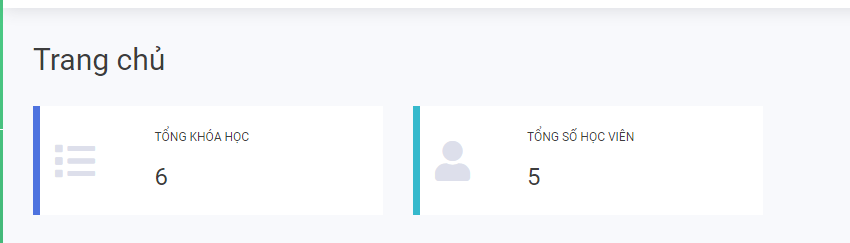 Trang chủ
TỔNG KHÓA HỌC
6
TỔNG SỐ HỌC VIÊN
5